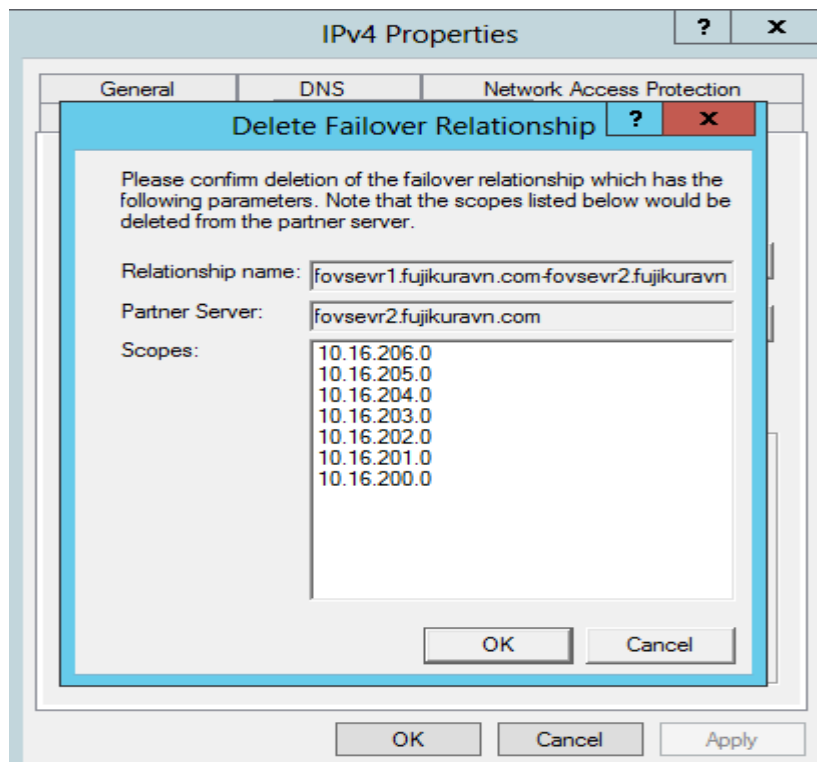 IPv4 Properties
? x
General DNS Network Access Protection
Delete Failover Relationship ? x
Please confirm deletion of the failover relationship which has the
following parameters. Note that the scopes listed below would be
deleted from the partner server.
Relationship name: fovsevr1.fujikuravn.com-fovsevr2.fujikuravn
Partner Server: fovsevr2.fujikuravn.com
Scopes:
10.16.206.0
10.16.205.0
10.16.204.0
10.16.203.0
10.16.202.0
10.16.201.0
10.16.200.0
OK Cancel
OK Cancel Apply